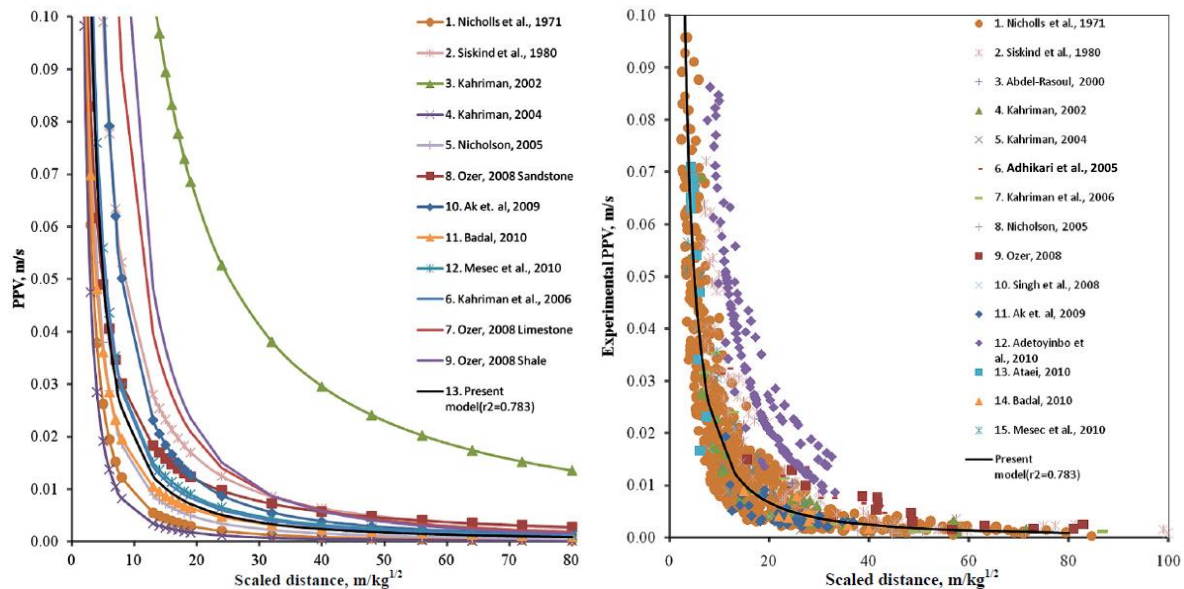 0.10
0.09
0.08
0.07
0.06
0.05
0.04
0.03
0.02
0.01
0.00
PPV, m/s
0
10
20
30
40
50
60
70
80
Scaled distance, m/kg1/2
1. Nicholls et al., 1971
2. Siskind et al., 1980
3. Kahriman, 2002
4. Kahriman, 2004
5. Nicholson, 2005
8. Ozer, 2008 Sandstone
10. Ak et. al, 2009
11. Badal, 2010
12. Mesec et al., 2010
6. Kahriman et al., 2006
7. Ozer, 2008 Limestone
9. Ozer, 2008 Shale
13. Present
model(r2=0.783)
0.10
0.09
0.08
0.07
0.06
0.05
0.04
0.03
0.02
0.01
0.00
Experimental PPV, m/s
0
20
40
60
80
100
Scaled distance, m/kg1/2
1. Nicholls et al., 1971
2. Siskind et al., 1980
3. Abdel-Rasoul, 2000
4. Kahriman, 2002
5. Kahriman, 2004
6. Adhikari et al., 2005
7. Kahriman et al., 2006
8. Nicholson, 2005
9. Ozer, 2008
10. Singh et al., 2008
11. Ak et. al, 2009
12. Adetoyinbo et
al., 2010
13. Ataei, 2010
14. Badal, 2010
15. Mesec et al., 2010
Present
model(r2=0.783)